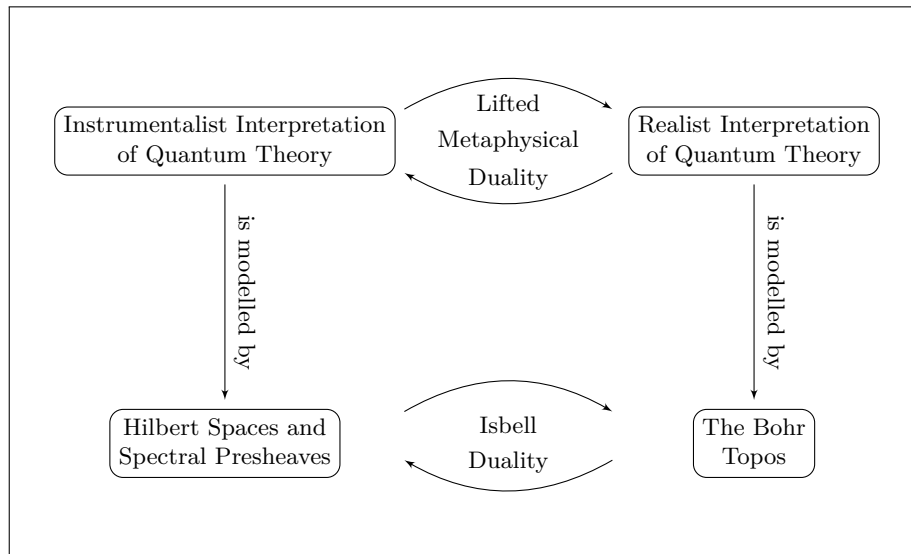 Instrumentalist Interpretation
of Quantum Theory
Lifted
Metaphysical
Duality
Realist Interpretation
of Quantum Theory
is modelled by
is modelled by
Hilbert Spaces and
Spectral Presheaves
Isbell
Duality
The Bohr
Topos